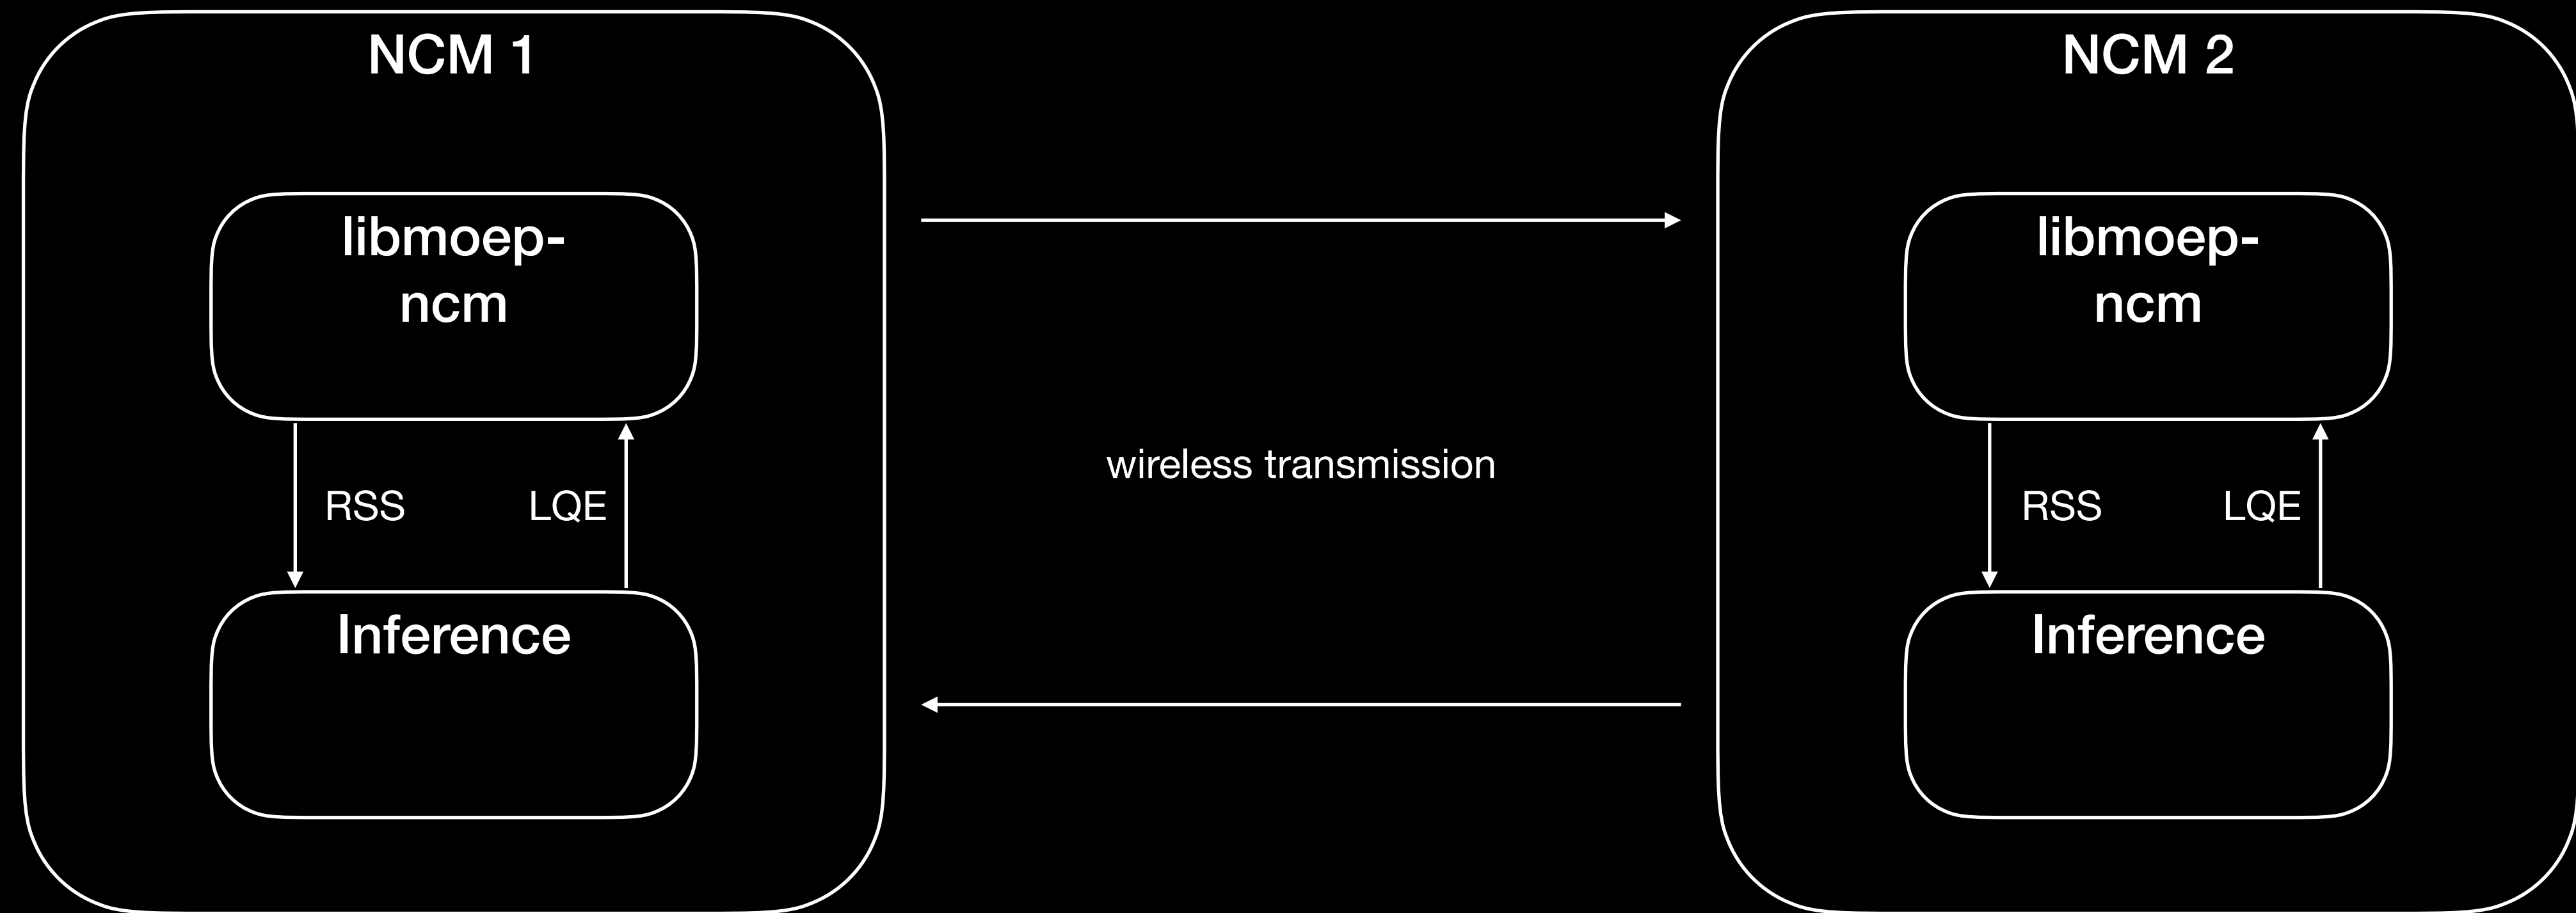 NCM 1
libmoep-
ncm
RSS
LQE
Inference
wireless transmission
NCM 2
libmoep-
ncm
RSS
LQE
Inference